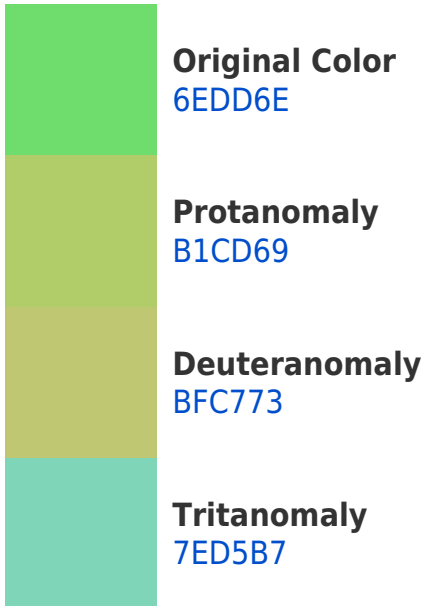 Original Color
6EDD6E
Protanomaly
B1CD69
Deuteranomaly
BFC773
Tritanomaly
7ED5B7